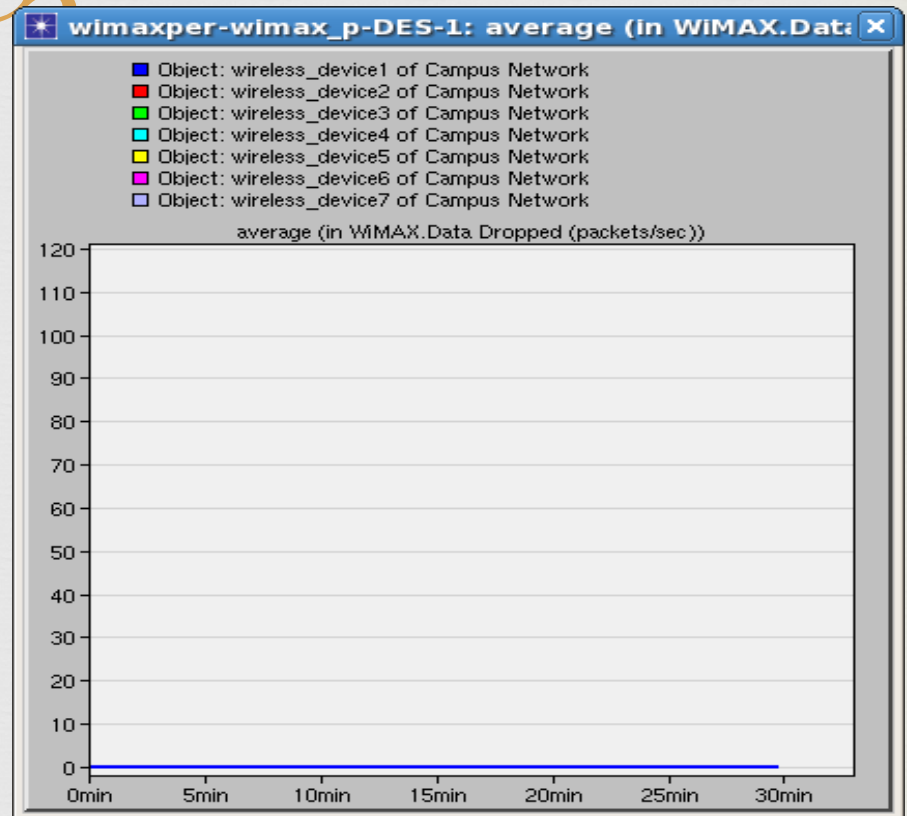 wimaxper-wimax_p-DES-1: average (in WiMAX.Data
Object: wireless_device1 of Campus Network
Object: wireless_device2 of Campus Network
Object: wireless_device3 of Campus Network
Object: wireless_device4 of Campus Network
Object: wireless_device5 of Campus Network
Object: wireless_device6 of Campus Network
Object: wireless_device7 of Campus Network
average (in WiMAX.Data Dropped (packets/sec))
120
110
100
90
80
70
60
50
40
30
20
10
0
0min 5min 10min 15min 20min 25min 30min